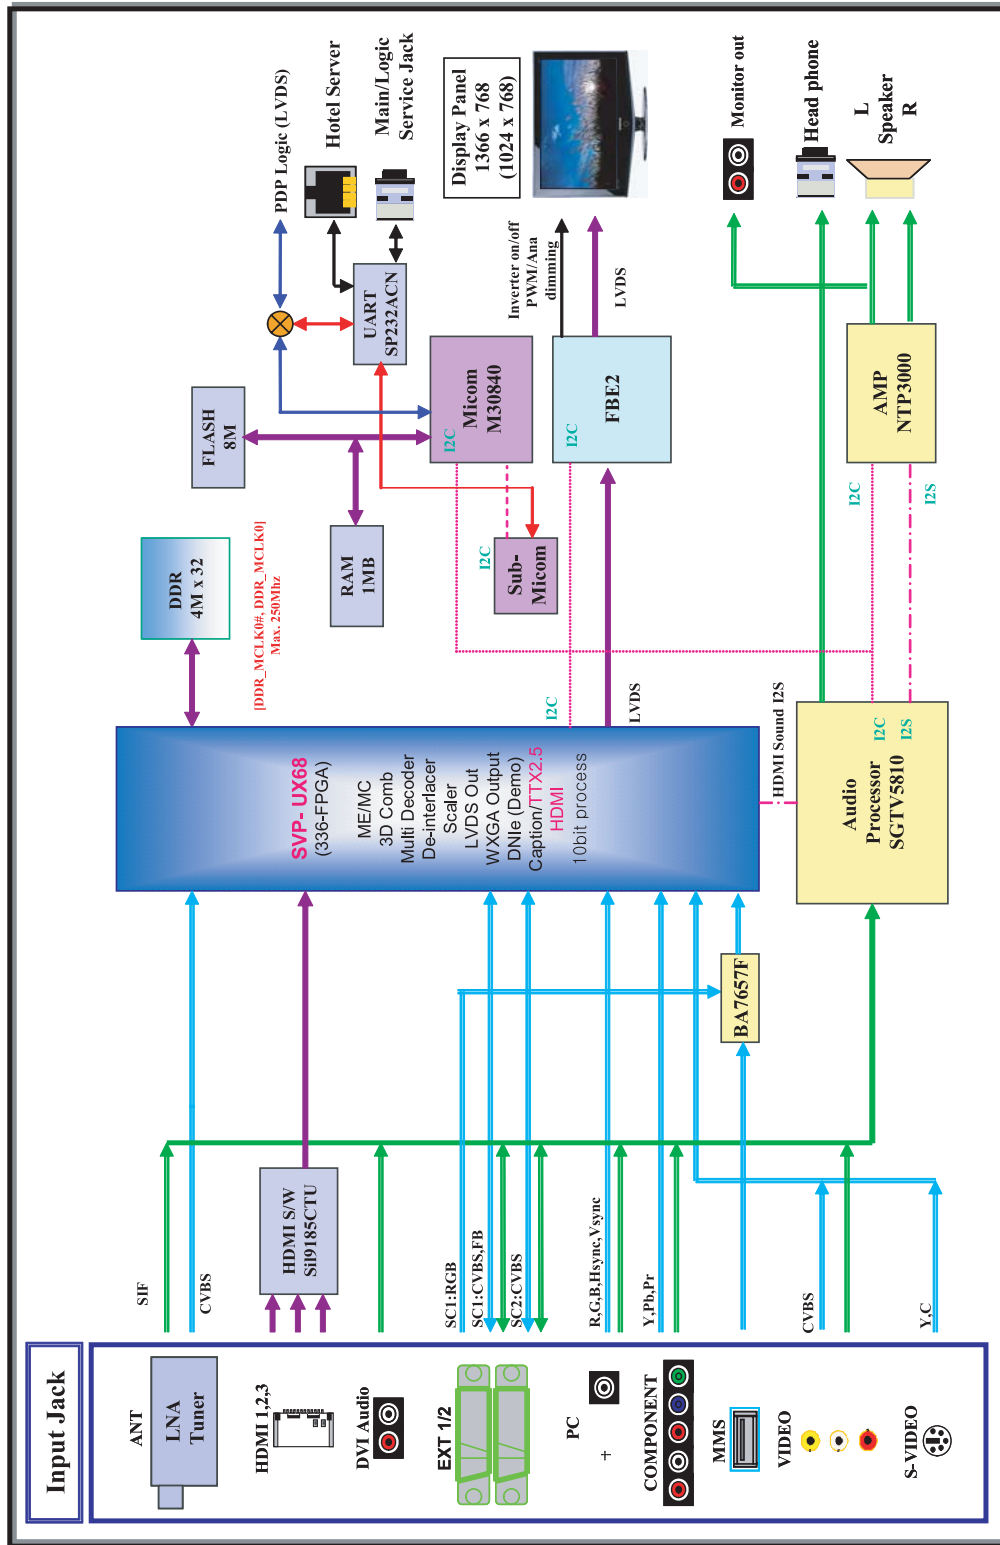 Input Jack
ANT
LNA
Tuner
HDMI 1,2,3
DVI Audio
EXT 1/2
PC
+
COMPONENT
MMS
VIDEO
S-VIDEO
SIF
CVBS
HDMI S/W
Sil9185CTU
SC1:RGB
SC1:CVBS,FB
SC2:CVBS
R,G,B,Hsync,Vsync
Y,Pb,Pr
CVBS
Y,C
BA7657F
SVP- UX68
(336-FPGA)
ME/MC
3D Comb
Multi Decoder
De-interlacer
Scaler
LVDS Out
WXGA Output
DNIe (Demo)
Caption/TTX2.5
HDMI
10bit process
HDMI Sound I2S
Audio
Processor
SGTV5810
I2C
I2S
DDR
4M x 32
[DDR_MCLK0#, DDR_MCLK0]
Max. 250Mhz
I2C
LVDS
RAM
1MB
Sub-
Micom
I2C
FLASH
8M
Micom
M30840
I2C
FBE2
I2C
AMP
NTP3000
I2C
I2S
UART
SP232ACN
PDP Logic (LVDS)
Hotel Server
Main/Logic
Service Jack
Inverter on/off
PWM/Ana
dimming
LVDS
Display Panel
1366 x 768
(1024 x 768)
Monitor out
Head phone
L
Speaker
R